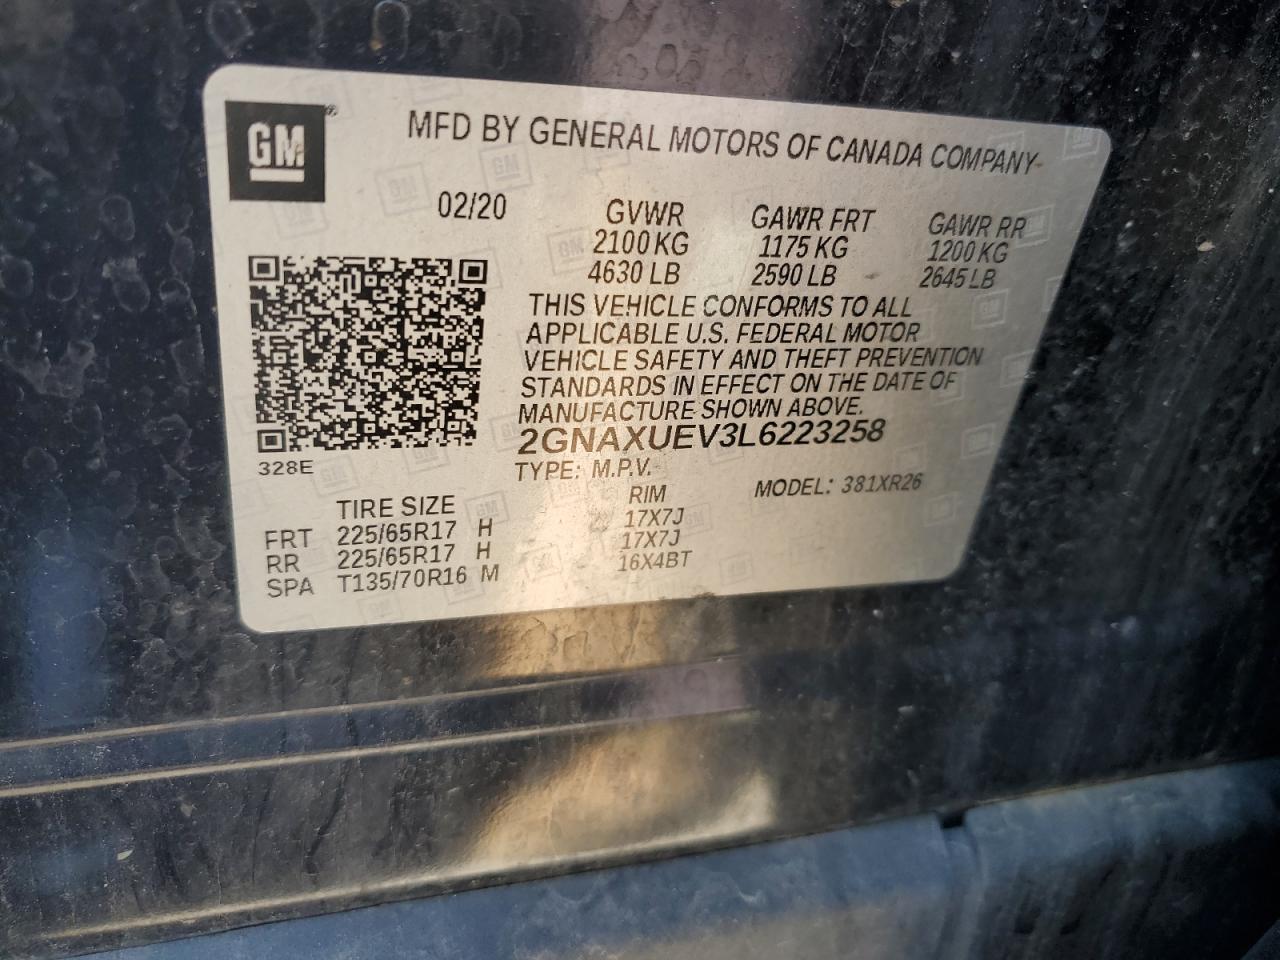 GM
MFD BY GENERAL MOTORS OF CANADA COMPANY
02/20 GVWR GAWR FRT GAWR RR
2100 KG 1175 KG 1200 KG
4630 LB 2590 LB 2645 LB
THIS VEHICLE CONFORMS TO ALL
APPLICABLE U.S. FEDERAL MOTOR
VEHICLE SAFETY AND THEFT PREVENTION
STANDARDS IN EFFECT ON THE DATE OF
MANUFACTURE SHOWN ABOVE.
2GNAXUEV3L6223258
328E
TYPE: M.P.V. MODEL: 381XR26
TIRE SIZE RIM
FRT 225/65R17 H 17X7J
RR 225/65R17 H 17X7J
SPA T135/70R16 M 16X4BT